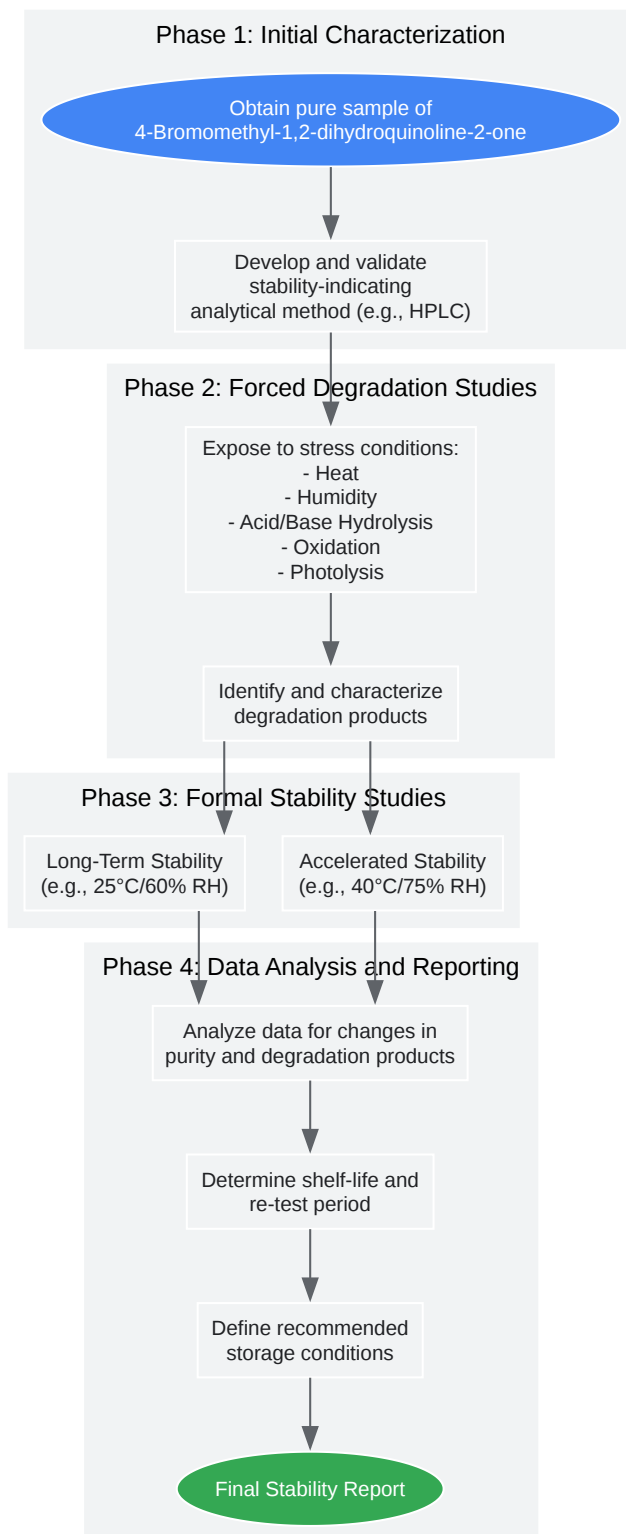 Phase 1: Initial Characterization
Obtain pure sample of
4-Bromomethyl-1,2-dihydroquinoline-2-one
Develop and validate
stability-indicating
analytical method (e.g., HPLC)
Phase 2: Forced Degradation Studies
Expose to stress conditions:
- Heat
- Humidity
- Acid/Base Hydrolysis
- Oxidation
- Photolysis
Identify and characterize
degradation products
Phase 3: Formal Stability Studies
Long-Term Stability
(e.g., 25°C/60% RH)
Accelerated Stability
(e.g., 40°C/75% RH)
Phase 4: Data Analysis and Reporting
Analyze data for changes in
purity and degradation products
Determine shelf-life and
re-test period
Define recommended
storage conditions
Final Stability Report